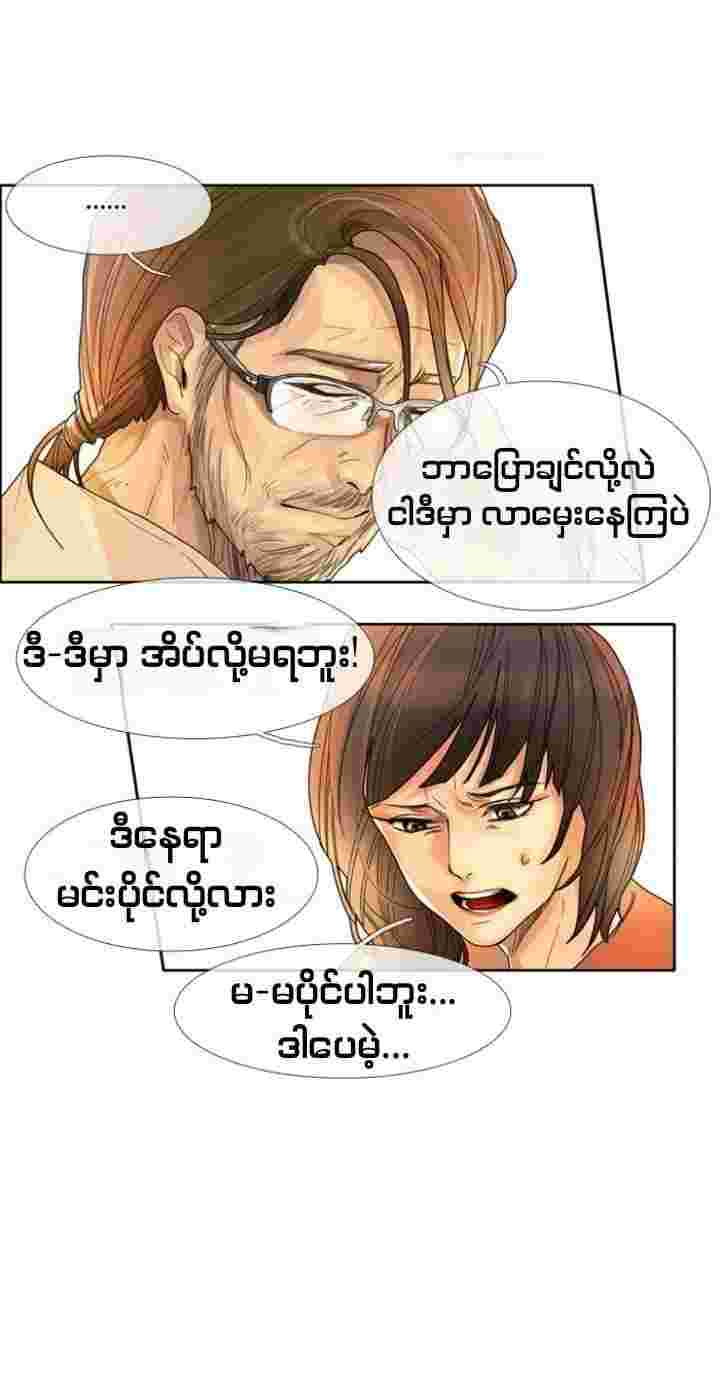 ......
ဘာပြောချင်လို့လဲ
ငါဒီမှာ လာမှေးနေကြပဲ
ဒီ-ဒီမှာ အိပ်လို့မရဘူး!
ဒီနေရာ
မင်းပိုင်လို့လား
မ-မပိုင်ပါဘူး...
ဒါပေမဲ့...